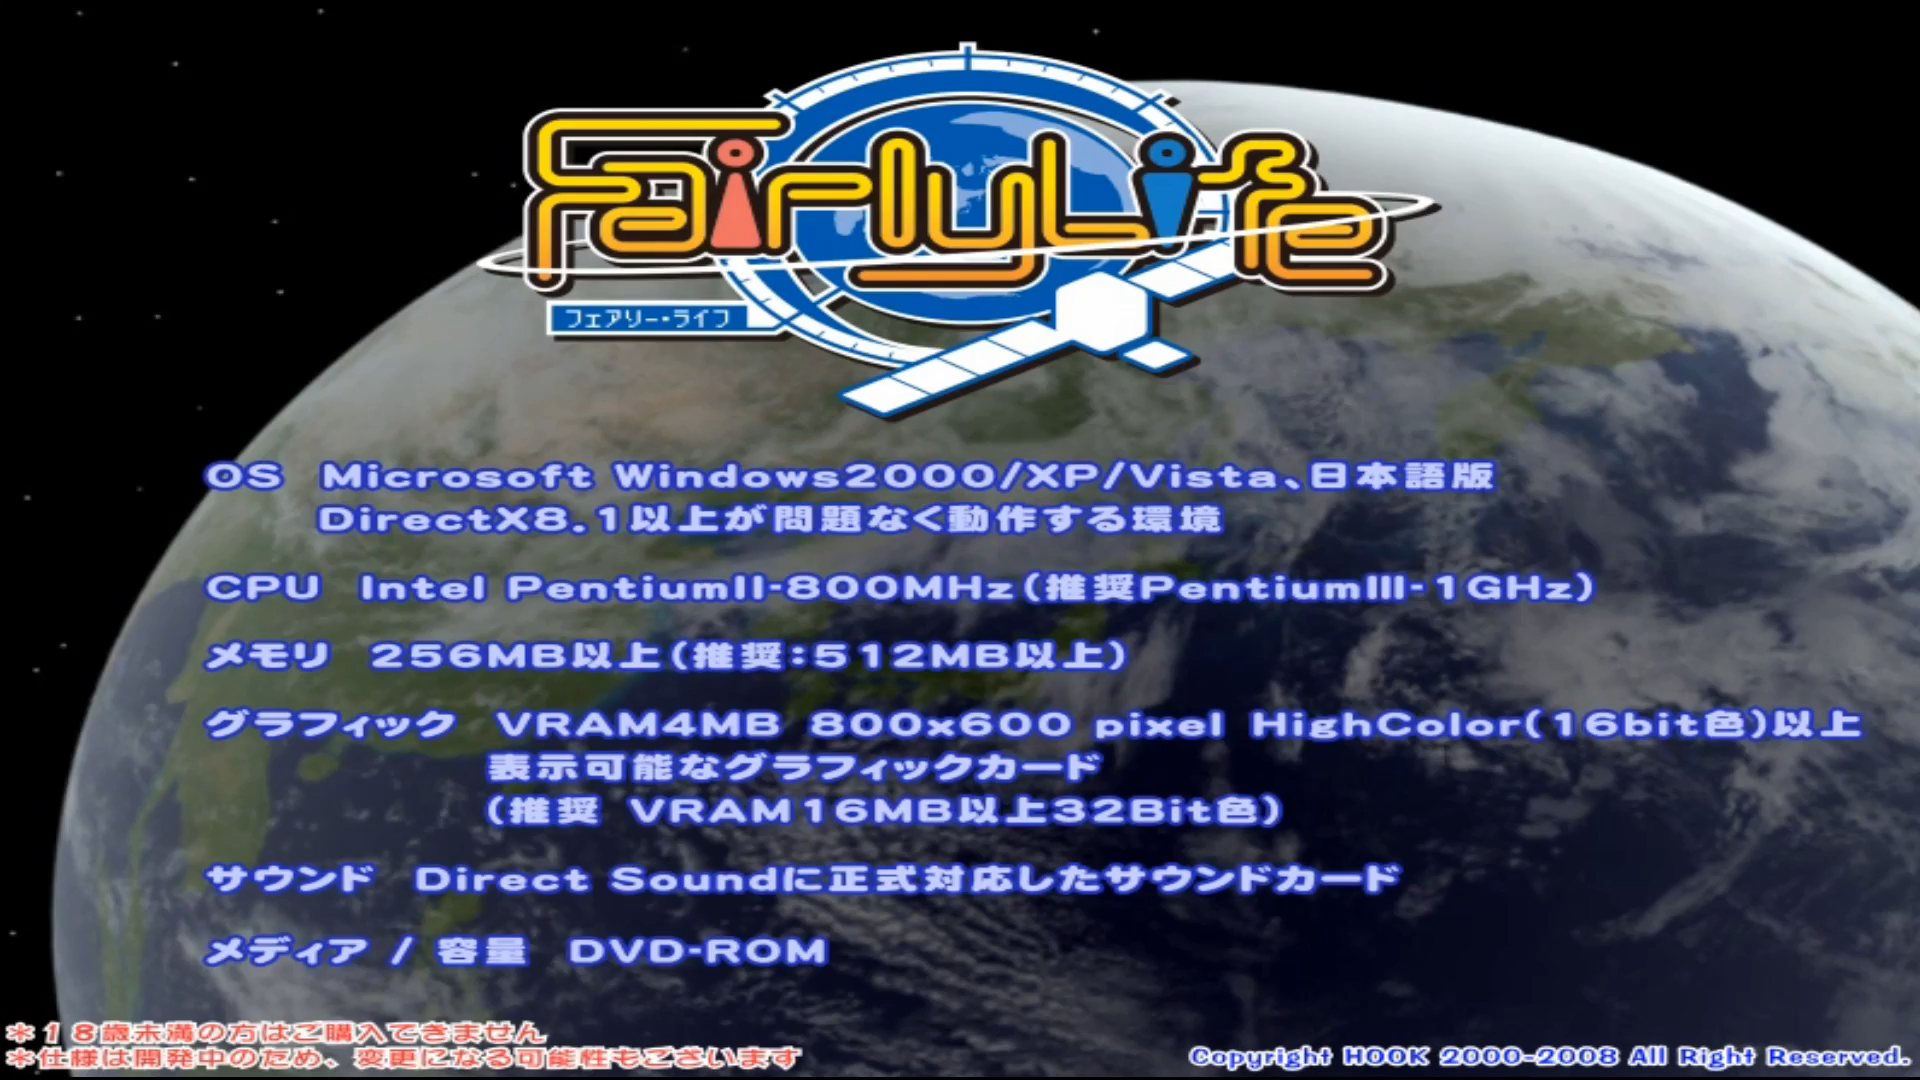 FairlyLife
フェアリー・ライフ
OS Microsoft Windows2000/XP/Vista、日本語版
DirectX8.1以上が問題なく動作する環境
CPU Intel PentiumII-800MHz(推奨PentiumIII-1GHz)
メモリ 256MB以上(推奨:512MB以上)
グラフィック VRAM4MB 800x600 pixel HighColor(16bit色)以上
表示可能なグラフィックカード
(推奨 VRAM16MB以上32Bit色)
サウンド Direct Soundに正式対応したサウンドカード
メディア / 容量 DVD-ROM
＊１８歳未満の方はご購入できません
＊仕様は開発中のため、変更になる可能性もございます
Copyright HOOK 2000-2008 All Right Reserved.